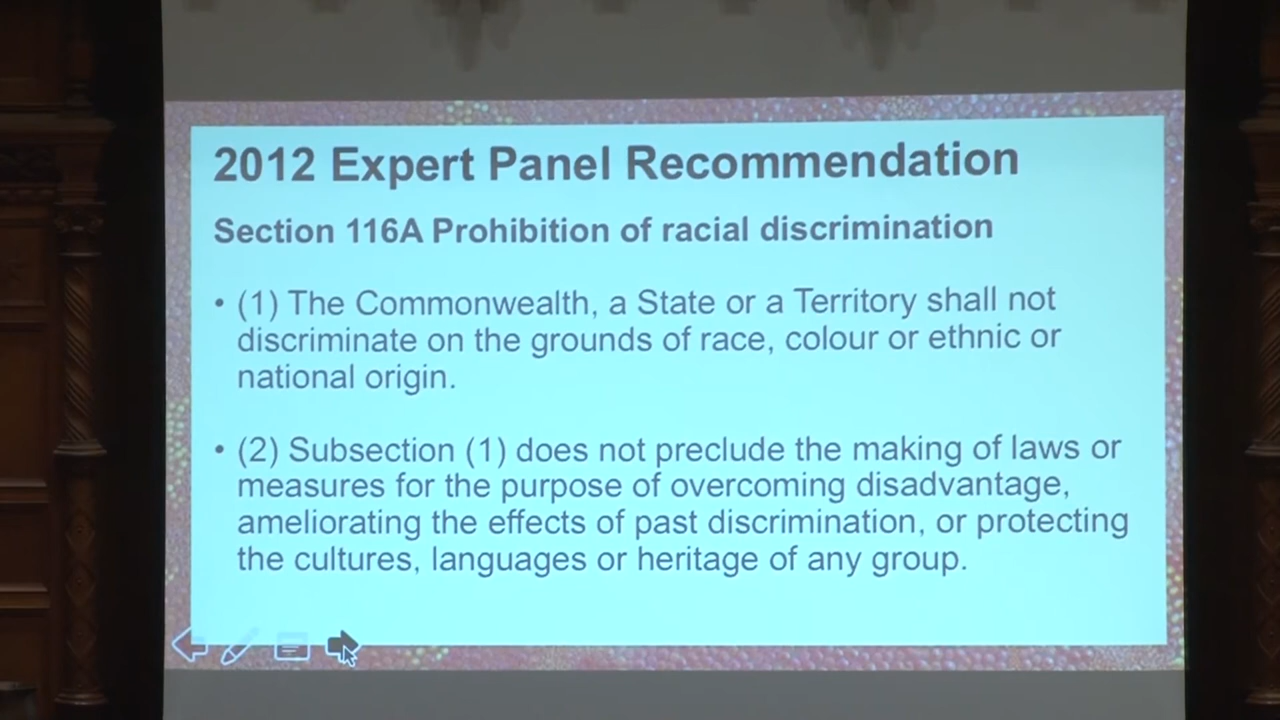 2012 Expert Panel Recommendation
Section 116A Prohibition of racial discrimination
• (1) The Commonwealth, a State or a Territory shall not
discriminate on the grounds of race, colour or ethnic or
national origin.
• (2) Subsection (1) does not preclude the making of laws or
measures for the purpose of overcoming disadvantage,
ameliorating the effects of past discrimination, or protecting
the cultures, languages or heritage of any group.